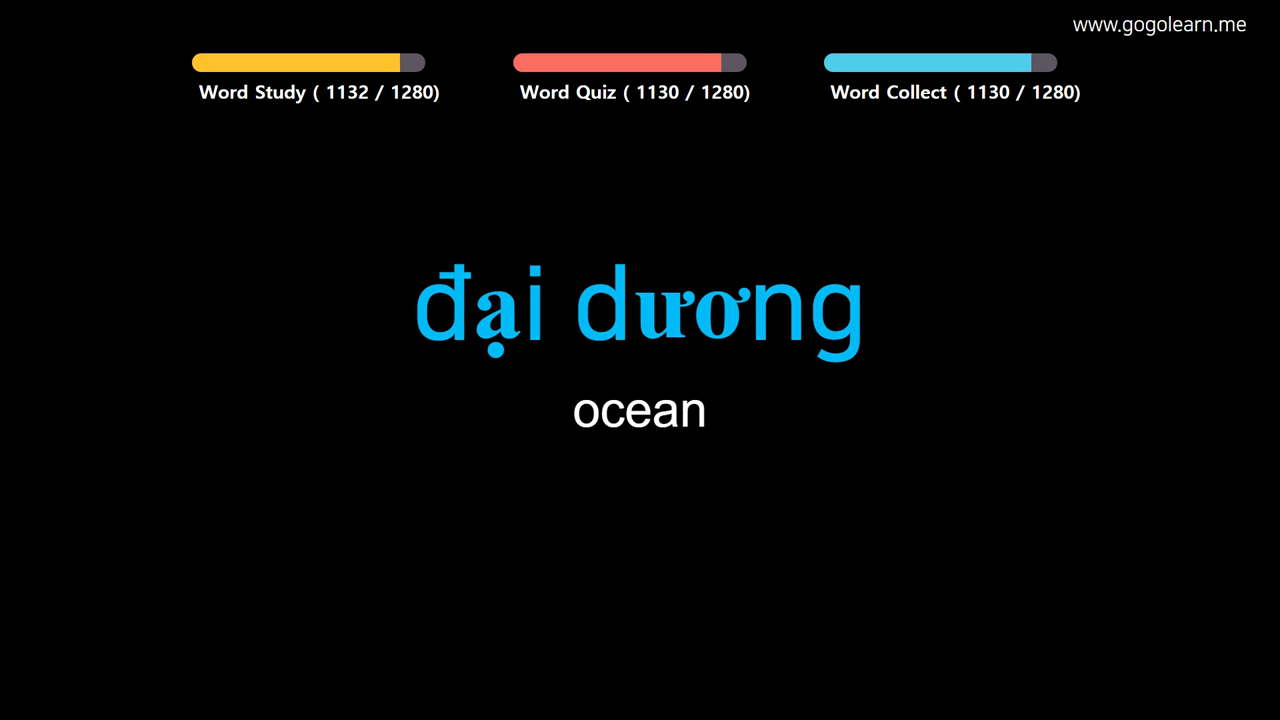 www.gogolearn.me
Word Study ( 1132 / 1280)
Word Quiz ( 1130 / 1280)
Word Collect ( 1130 / 1280)
đại dương
ocean